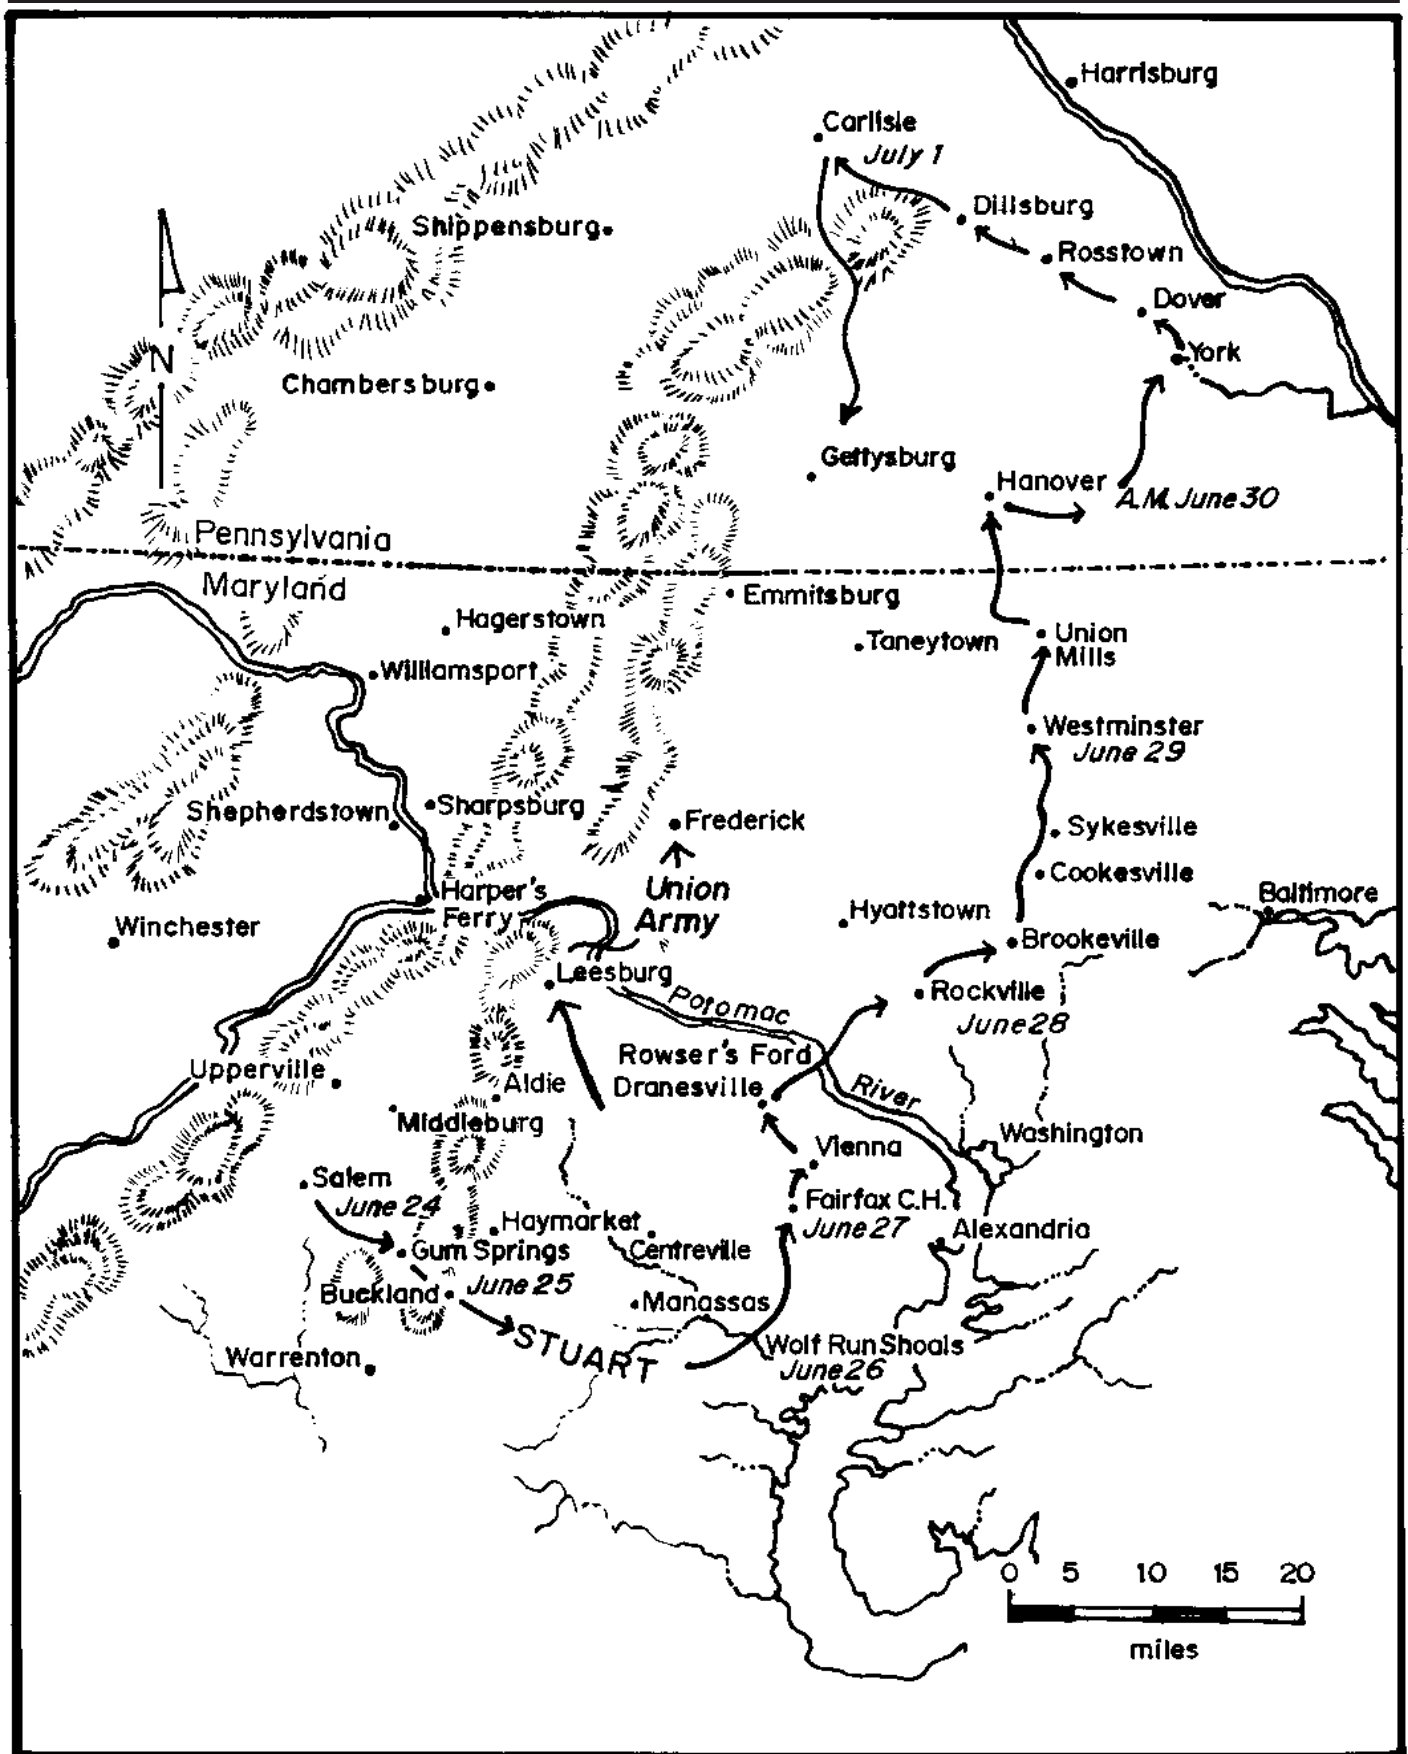 Harrisburg
Carlisle
July 1
Dillsburg
Shippensburg
Rosstown
Dover
N
York
Chambersburg
Gettysburg
Hanover
A.M. June 30
Pennsylvania
Maryland
Emmitsburg
Hagerstown
Taneytown
Union
Mills
Williamsport
Westminster
June 29
Shepherdstown
Sharpsburg
Frederick
Sykesville
Cookesville
Harper's
Ferry
Union
Army
Hyattstown
Baltimore
Winchester
Brookeville
Leesburg
Potomac
Rockville
June 28
Rowser's Ford
Dranesville
River
Upperville
Aldie
Middleburg
Washington
Vienna
Salem
June 24
Fairfax C.H.
June 27
Haymarket
Alexandria
Gum Springs
Centreville
June 25
Buckland
Manassas
STUART
Wolf Run Shoals
June 26
Warrenton
0 5 10 15 20
miles